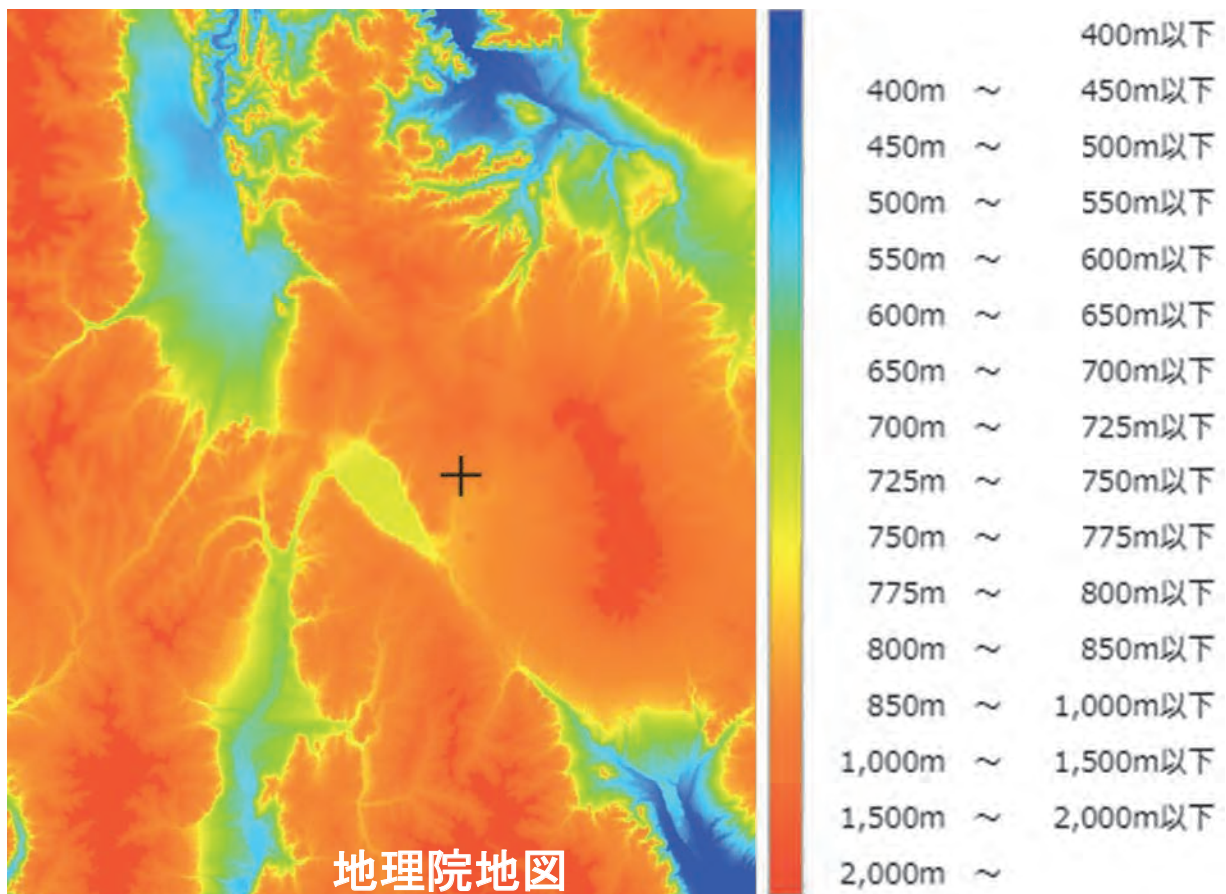 400m以下
400m ～ 450m以下
450m ～ 500m以下
500m ～ 550m以下
550m ～ 600m以下
600m ～ 650m以下
650m ～ 700m以下
700m ～ 725m以下
725m ～ 750m以下
750m ～ 775m以下
775m ～ 800m以下
800m ～ 850m以下
850m ～ 1,000m以下
1,000m ～ 1,500m以下
1,500m ～ 2,000m以下
2,000m ～
地理院地図